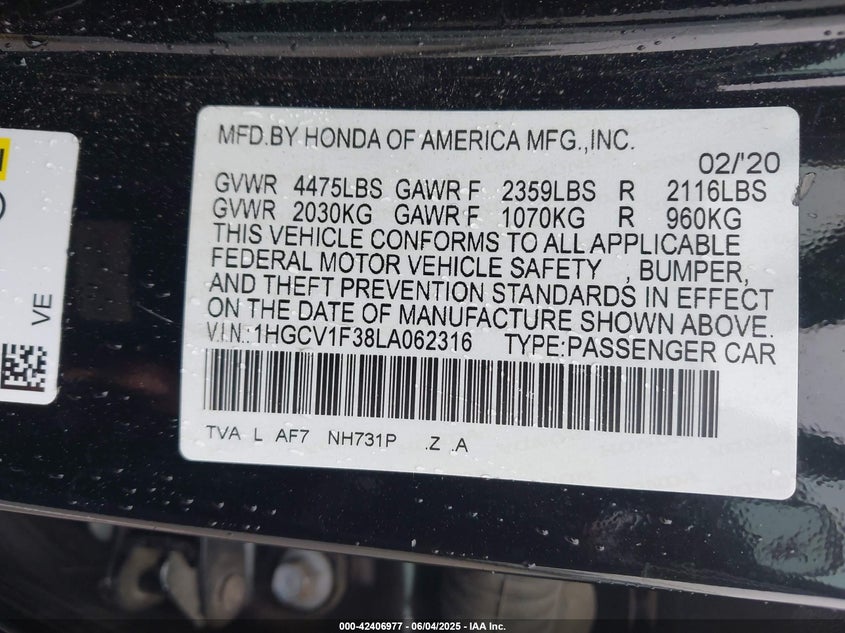 MFD.BY HONDA OF AMERICA MFG.,INC.
02/'20
GVWR 4475LBS GAWR F 2359LBS R 2116LBS
GVWR 2030KG GAWR F 1070KG R 960KG
THIS VEHICLE CONFORMS TO ALL APPLICABLE
FEDERAL MOTOR VEHICLE SAFETY , BUMPER,
AND THEFT PREVENTION STANDARDS IN EFFECT
ON THE DATE OF MANUFACTURE SHOWN ABOVE.
V.I.N.:1HGCV1F38LA062316 TYPE:PASSENGER CAR
TVA L AF7 NH731P .Z .A
VE
000-42406977 - 06/04/2025 - IAA Inc.